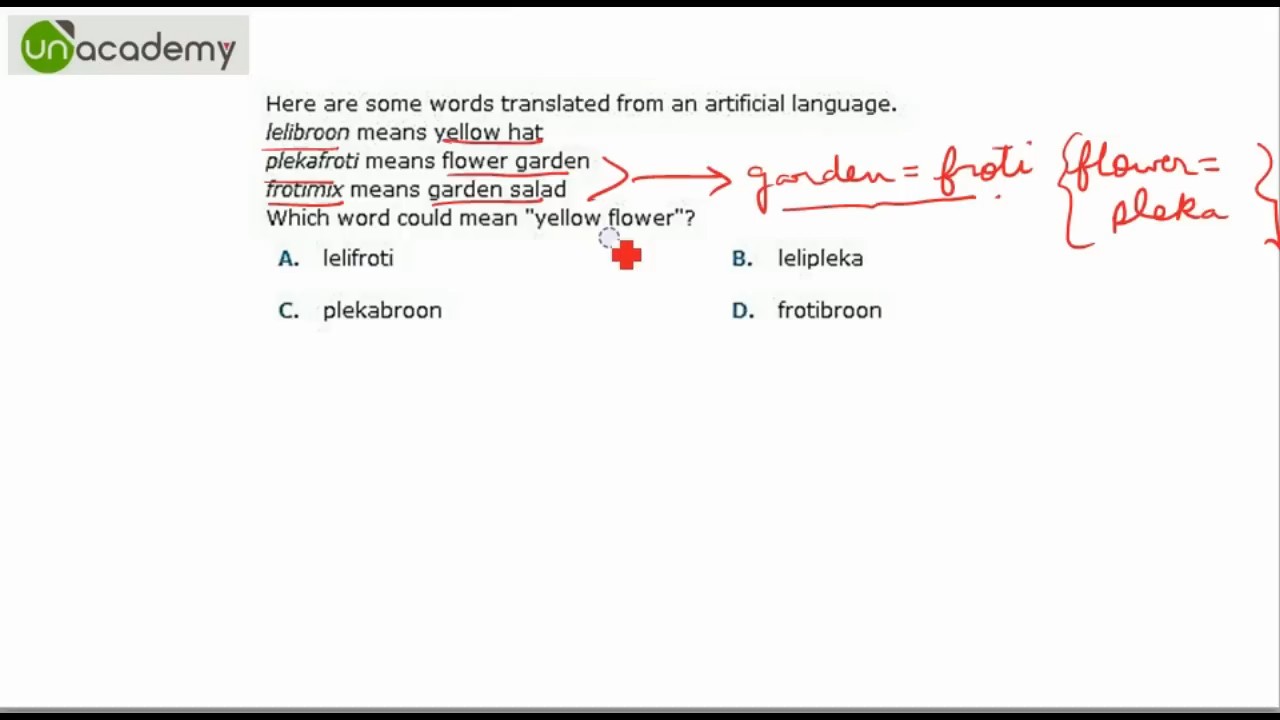 unacademy
Here are some words translated from an artificial language.
lelibroon means yellow hat
plekafroti means flower garden
frotimix means garden salad
Which word could mean "yellow flower"?
garden = froti {flower =
pleka}
A. lelifroti B. lelipleka
C. plekabroon D. frotibroon